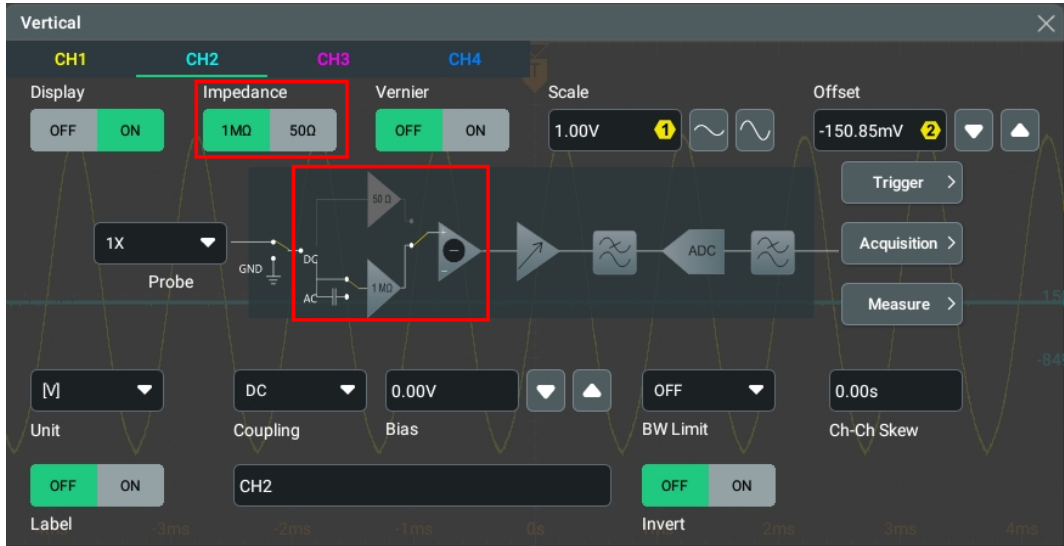 Vertical
CH1 CH2 CH3 CH4
Display Impedance Vernier Scale Offset
OFF ON 1MΩ 50Ω OFF ON 1.00V 1 -150.85mV 2
Trigger
50 Ω
1X DC ADC Acquisition
GND
Probe AC 1 MΩ
Measure
[V] DC 0.00V OFF 0.00s
Unit Coupling Bias BW Limit Ch-Ch Skew
OFF ON CH2 OFF ON
Label Invert
-3ms -2ms -1ms 0s 2ms 3ms 4ms